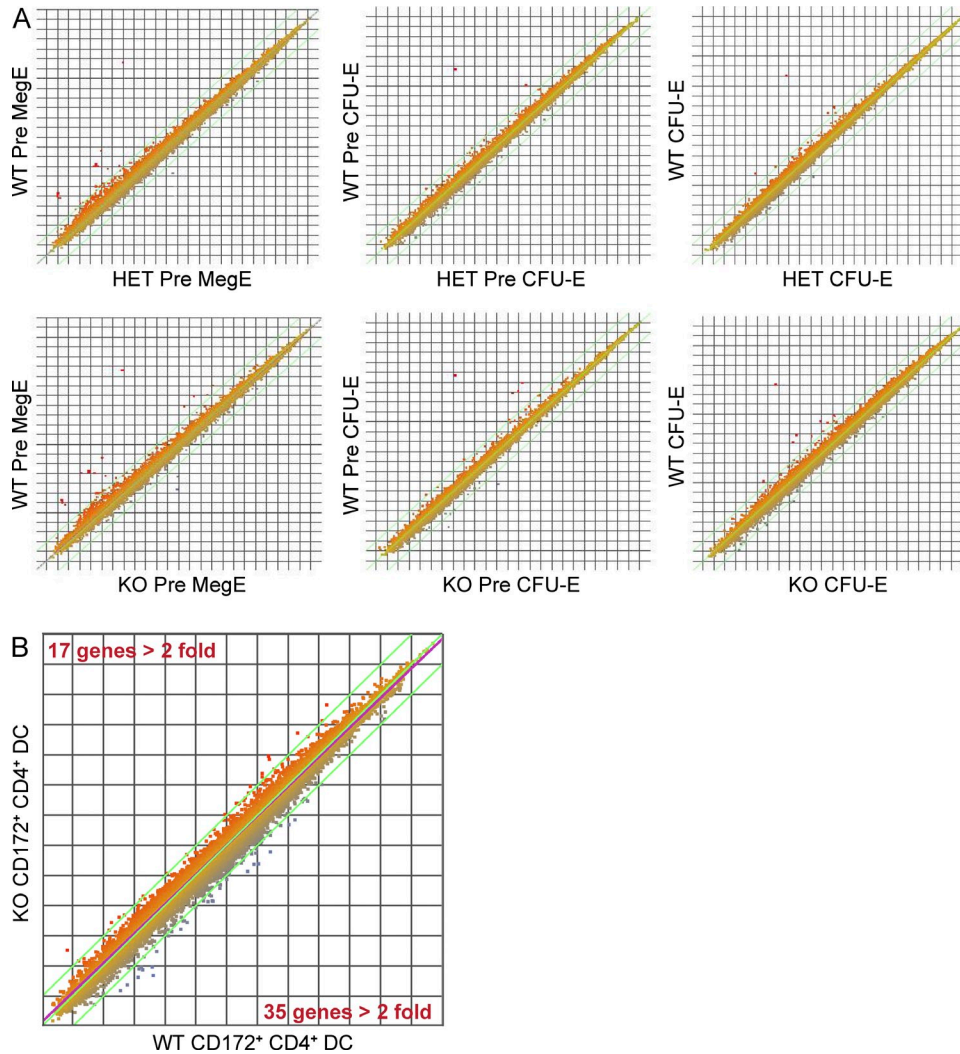 A
WT Pre MegE
HET Pre MegE
WT Pre CFU-E
HET Pre CFU-E
WT CFU-E
HET CFU-E
WT Pre MegE
KO Pre MegE
WT Pre CFU-E
KO Pre CFU-E
WT CFU-E
KO CFU-E
B
17 genes > 2 fold
KO CD172⁺ CD4⁺ DC
35 genes > 2 fold
WT CD172⁺ CD4⁺ DC